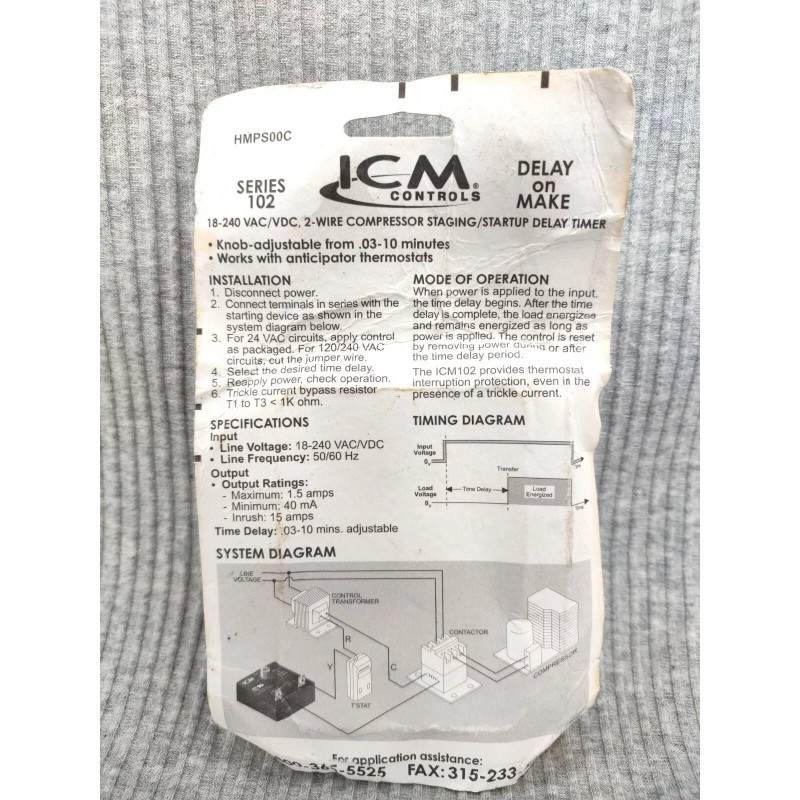 HMPS00C
SERIES
102
ICM®
CONTROLS
DELAY
on
MAKE
18-240 VAC/VDC, 2-WIRE COMPRESSOR STAGING/STARTUP DELAY TIMER
• Knob-adjustable from .03-10 minutes
• Works with anticipator thermostats
INSTALLATION
1. Disconnect power.
2. Connect terminals in series with the
starting device as shown in the
system diagram below.
3. For 24 VAC circuits, apply control
as packaged. For 120/240 VAC
circuits, cut the jumper wire.
4. Select the desired time delay.
5. Reapply power, check operation.
6. Trickle current bypass resistor
T1 to T3 < 1K ohm.
MODE OF OPERATION
When power is applied to the input,
the time delay begins. After the time
delay is complete, the load energizes
and remains energized as long as
power is applied. The control is reset
by removing power during or after
the time delay period.
The ICM102 provides thermostat
interruption protection, even in the
presence of a trickle current.
SPECIFICATIONS
Input
• Line Voltage: 18-240 VAC/VDC
• Line Frequency: 50/60 Hz
Output
• Output Ratings:
- Maximum: 1.5 amps
- Minimum: 40 mA
- Inrush: 15 amps
Time Delay: .03-10 mins. adjustable
TIMING DIAGRAM
Input
Voltage
0V
Time
Transfer
Load
Voltage
0V
Time Delay
Load
Energized
Time
SYSTEM DIAGRAM
LINE
VOLTAGE
CONTROL
TRANSFORMER
R
Y
C
T'STAT
CONTACTOR
COMPRESSOR
For application assistance:
5525 FAX: 315-233-